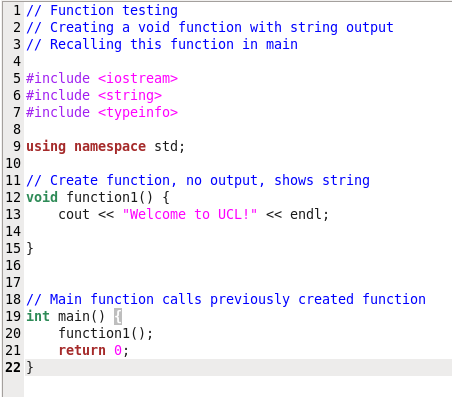 1 // Function testing
2 // Creating a void function with string output
3 // Recalling this function in main
4
5 #include <iostream>
6 #include <string>
7 #include <typeinfo>
8
9 using namespace std;
10
11 // Create function, no output, shows string
12 void function1() {
13     cout << "Welcome to UCL!" << endl;
14
15 }
16
17
18 // Main function calls previously created function
19 int main() {
20     function1();
21     return 0;
22 }